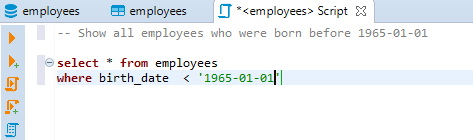 employees
employees
*<employees> Script
-- Show all employees who were born before 1965-01-01
select * from employees
where birth_date  < '1965-01-01'